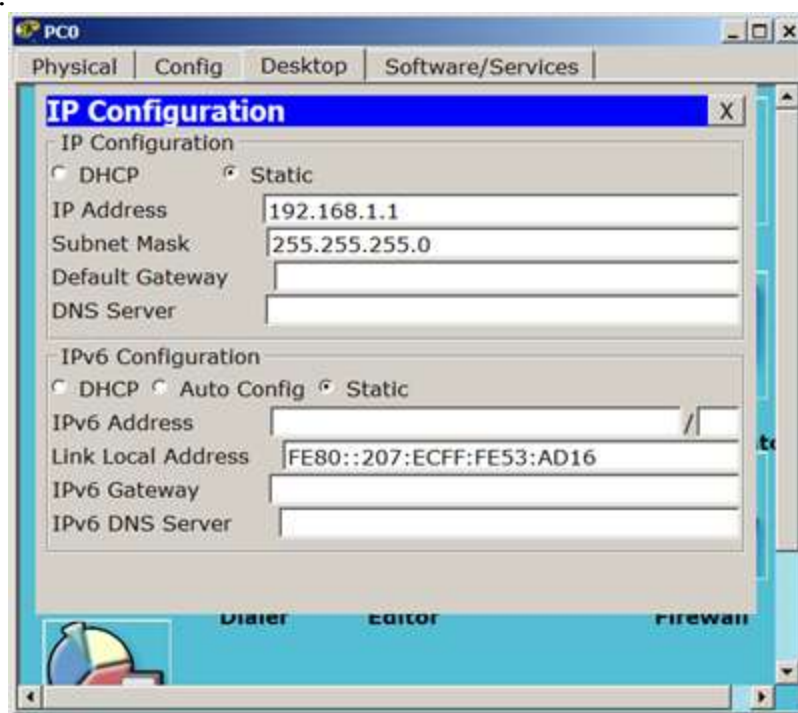 PC0
Physical Config Desktop Software/Services
IP Configuration X
IP Configuration
DHCP Static
IP Address 192.168.1.1
Subnet Mask 255.255.255.0
Default Gateway
DNS Server
IPv6 Configuration
DHCP Auto Config Static
IPv6 Address /
Link Local Address FE80::207:ECFF:FE53:AD16
IPv6 Gateway
IPv6 DNS Server
Dialer Editor Firewall